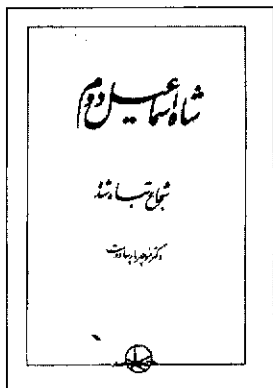 شاه اسماعیل دوم
شجاع تباه شده
دکتر منوچهر پارسادوست